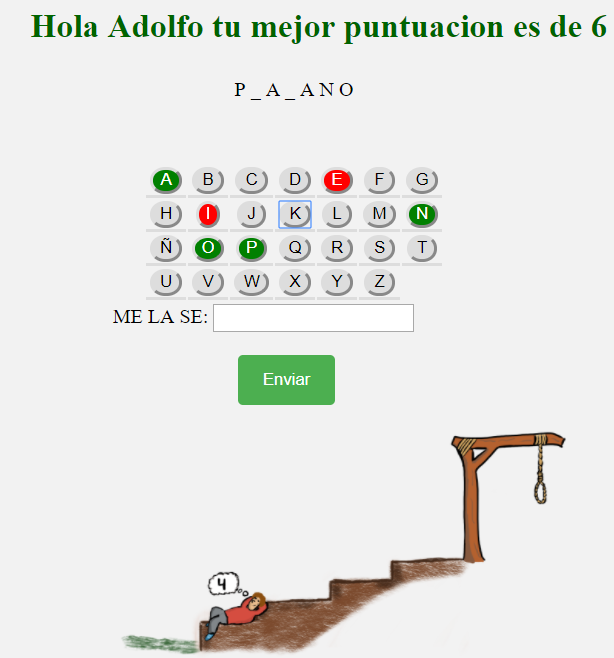 Hola Adolfo tu mejor puntuacion es de 6
P _ A _ A N O
A B C D E F G
H I J K L M N
Ñ O P Q R S T
U V W X Y Z
ME LA SE:
Enviar
4